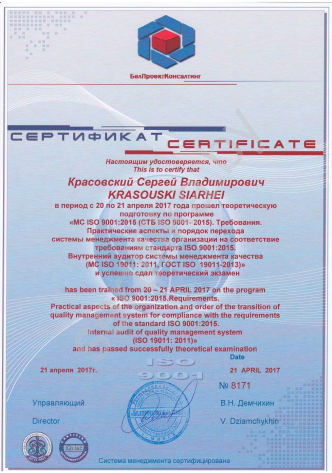 БелПроектКонсалтинг
СЕРТИФИКАТ
CERTIFICATE
Настоящим удостоверяется, что
This is to certify that
Красовский Сергей Владимирович
KRASOUSKI SIARHEI
в период с 20 по 21 апреля 2017 года прошел теоретическую
подготовку по программе
«МС ISO 9001:2015 (СТБ ISO 9001- 2015). Требования.
Практические аспекты и порядок перехода
системы менеджмента качества организации на соответствие
требованиям стандарта ISO 9001:2015.
Внутренний аудитор системы менеджмента качества
(МС ISO 19011: 2011, ГОСТ ISO 19011-2013)»
и успешно сдал теоретический экзамен
has been trained from 20 – 21 APRIL 2017 on the program
« ISO 9001:2015.Requirements.
Practical aspects of the organization and order of the transition of
quality management system for compliance with the requirements
of the standard ISO 9001:2015.
Internal audit of quality management system
(ISO 19011: 2011)»
and has passed successfully theoretical examination
Date
21 апреля 2017г.
21 APRIL 2017
ISO
9001
№ 8171
Управляющий
В.Н. Демчихин
Director
V. Dziamchykhin
Система менеджмента сертифицирована